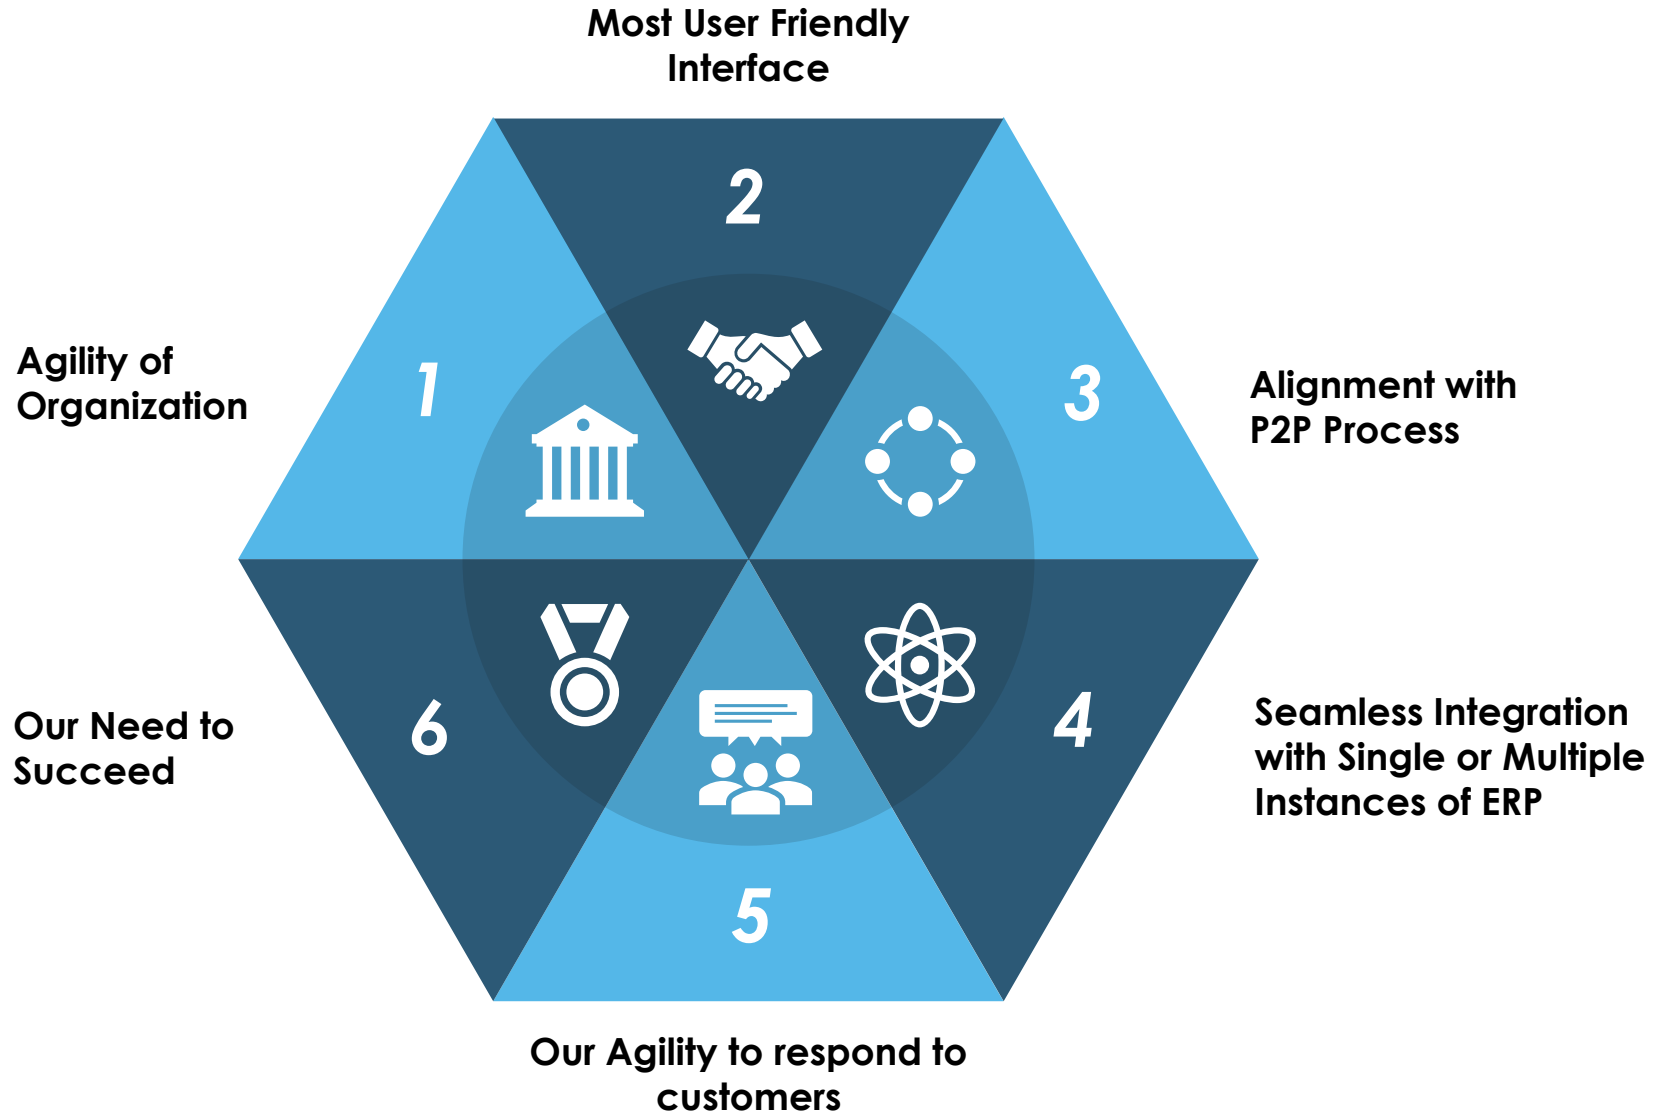 Most User Friendly
Interface
2
1
3
Agility of
Organization
Alignment with
P2P Process
6
4
Our Need to
Succeed
Seamless Integration
with Single or Multiple
Instances of ERP
5
Our Agility to respond to
customers